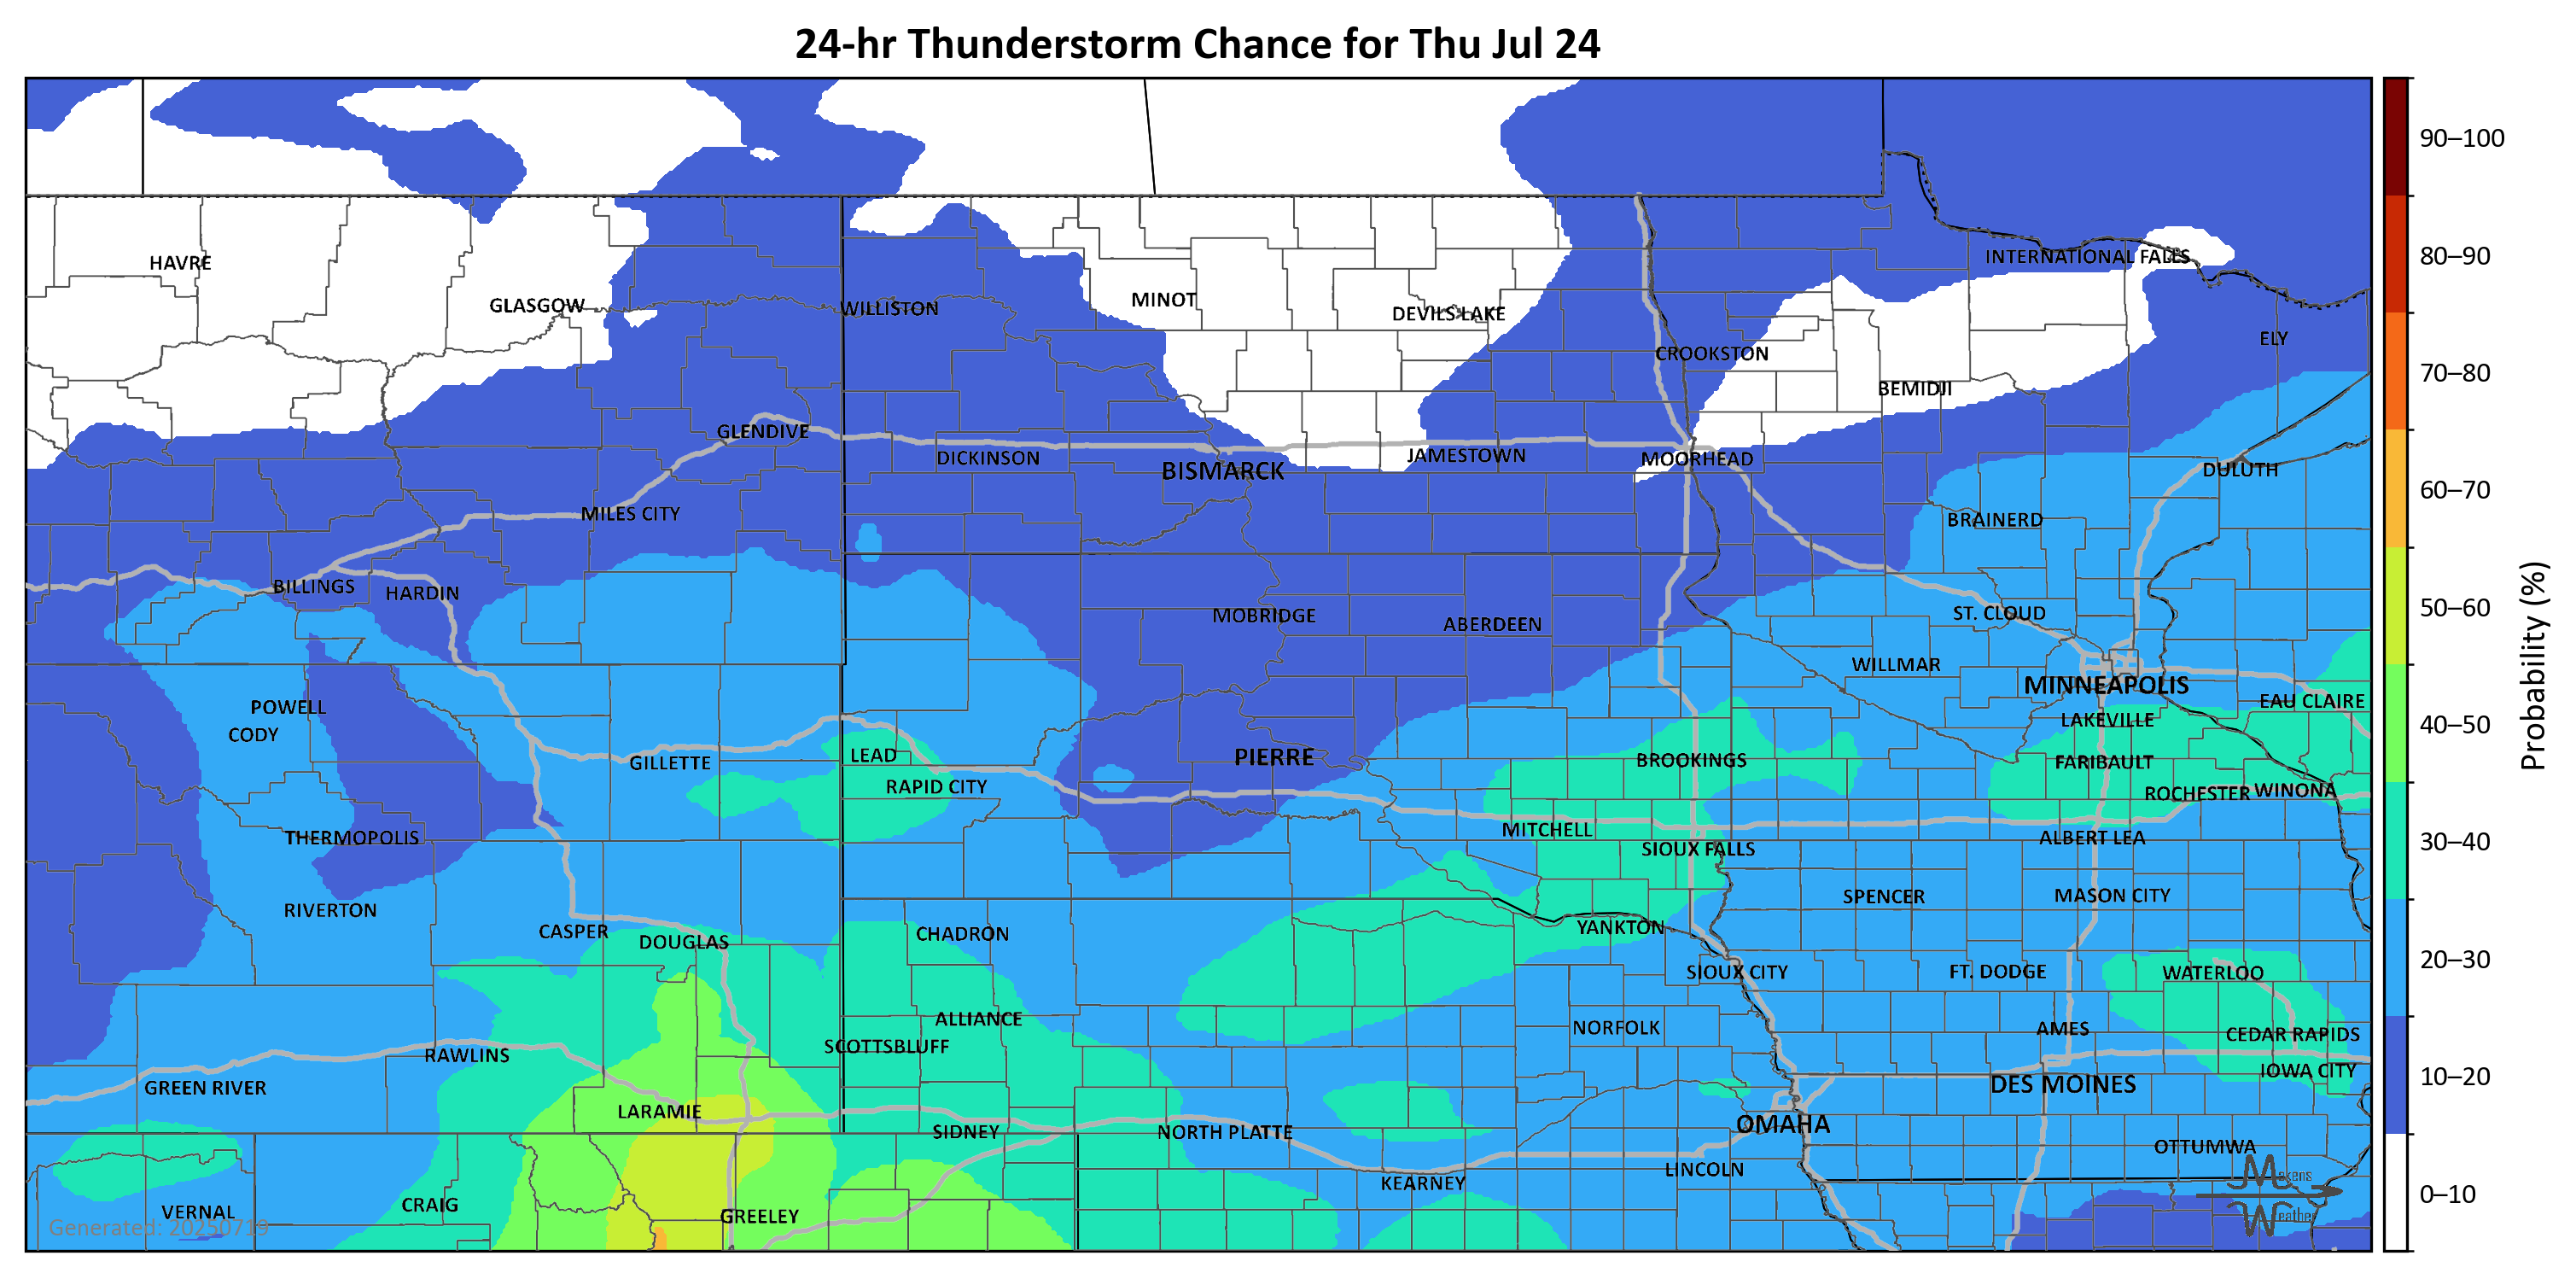 24-hr Thunderstorm Chance for Thu Jul 24
90–100
INTERNATIONAL FALLS
80–90
HAVRE
MINOT
GLASGOW
WILLISTON
DEVILS LAKE
ELY
CROOKSTON
70–80
BEMIDJI
GLENDIVE
JAMESTOWN
DICKINSON
MOORHEAD
BISMARCK
DULUTH
60–70
MILES CITY
BRAINERD
BILLINGS
HARDIN
50–60
ST. CLOUD
MOBRIDGE
ABERDEEN
WILLMAR
Probability (%)
MINNEAPOLIS
EAU CLAIRE
POWELL
LAKEVILLE
40–50
CODY
LEAD
PIERRE
BROOKINGS
GILLETTE
FARIBAULT
RAPID CITY
WINONA
ROCHESTER
MITCHELL
THERMOPOLIS
ALBERT LEA
30–40
SIOUX FALLS
MASON CITY
SPENCER
RIVERTON
YANKTON
CASPER
CHADRON
DOUGLAS
20–30
FT. DODGE
SIOUX CITY
WATERLOO
ALLIANCE
NORFOLK
AMES
CEDAR RAPIDS
SCOTTSBLUFF
RAWLINS
IOWA CITY
10–20
DES MOINES
GREEN RIVER
LARAMIE
OMAHA
SIDNEY
NORTH PLATTE
OTTUMWA
LINCOLN
Makens
KEARNEY
0–10
CRAIG
VERNAL
GREELEY
Weather
Generated: 20250719